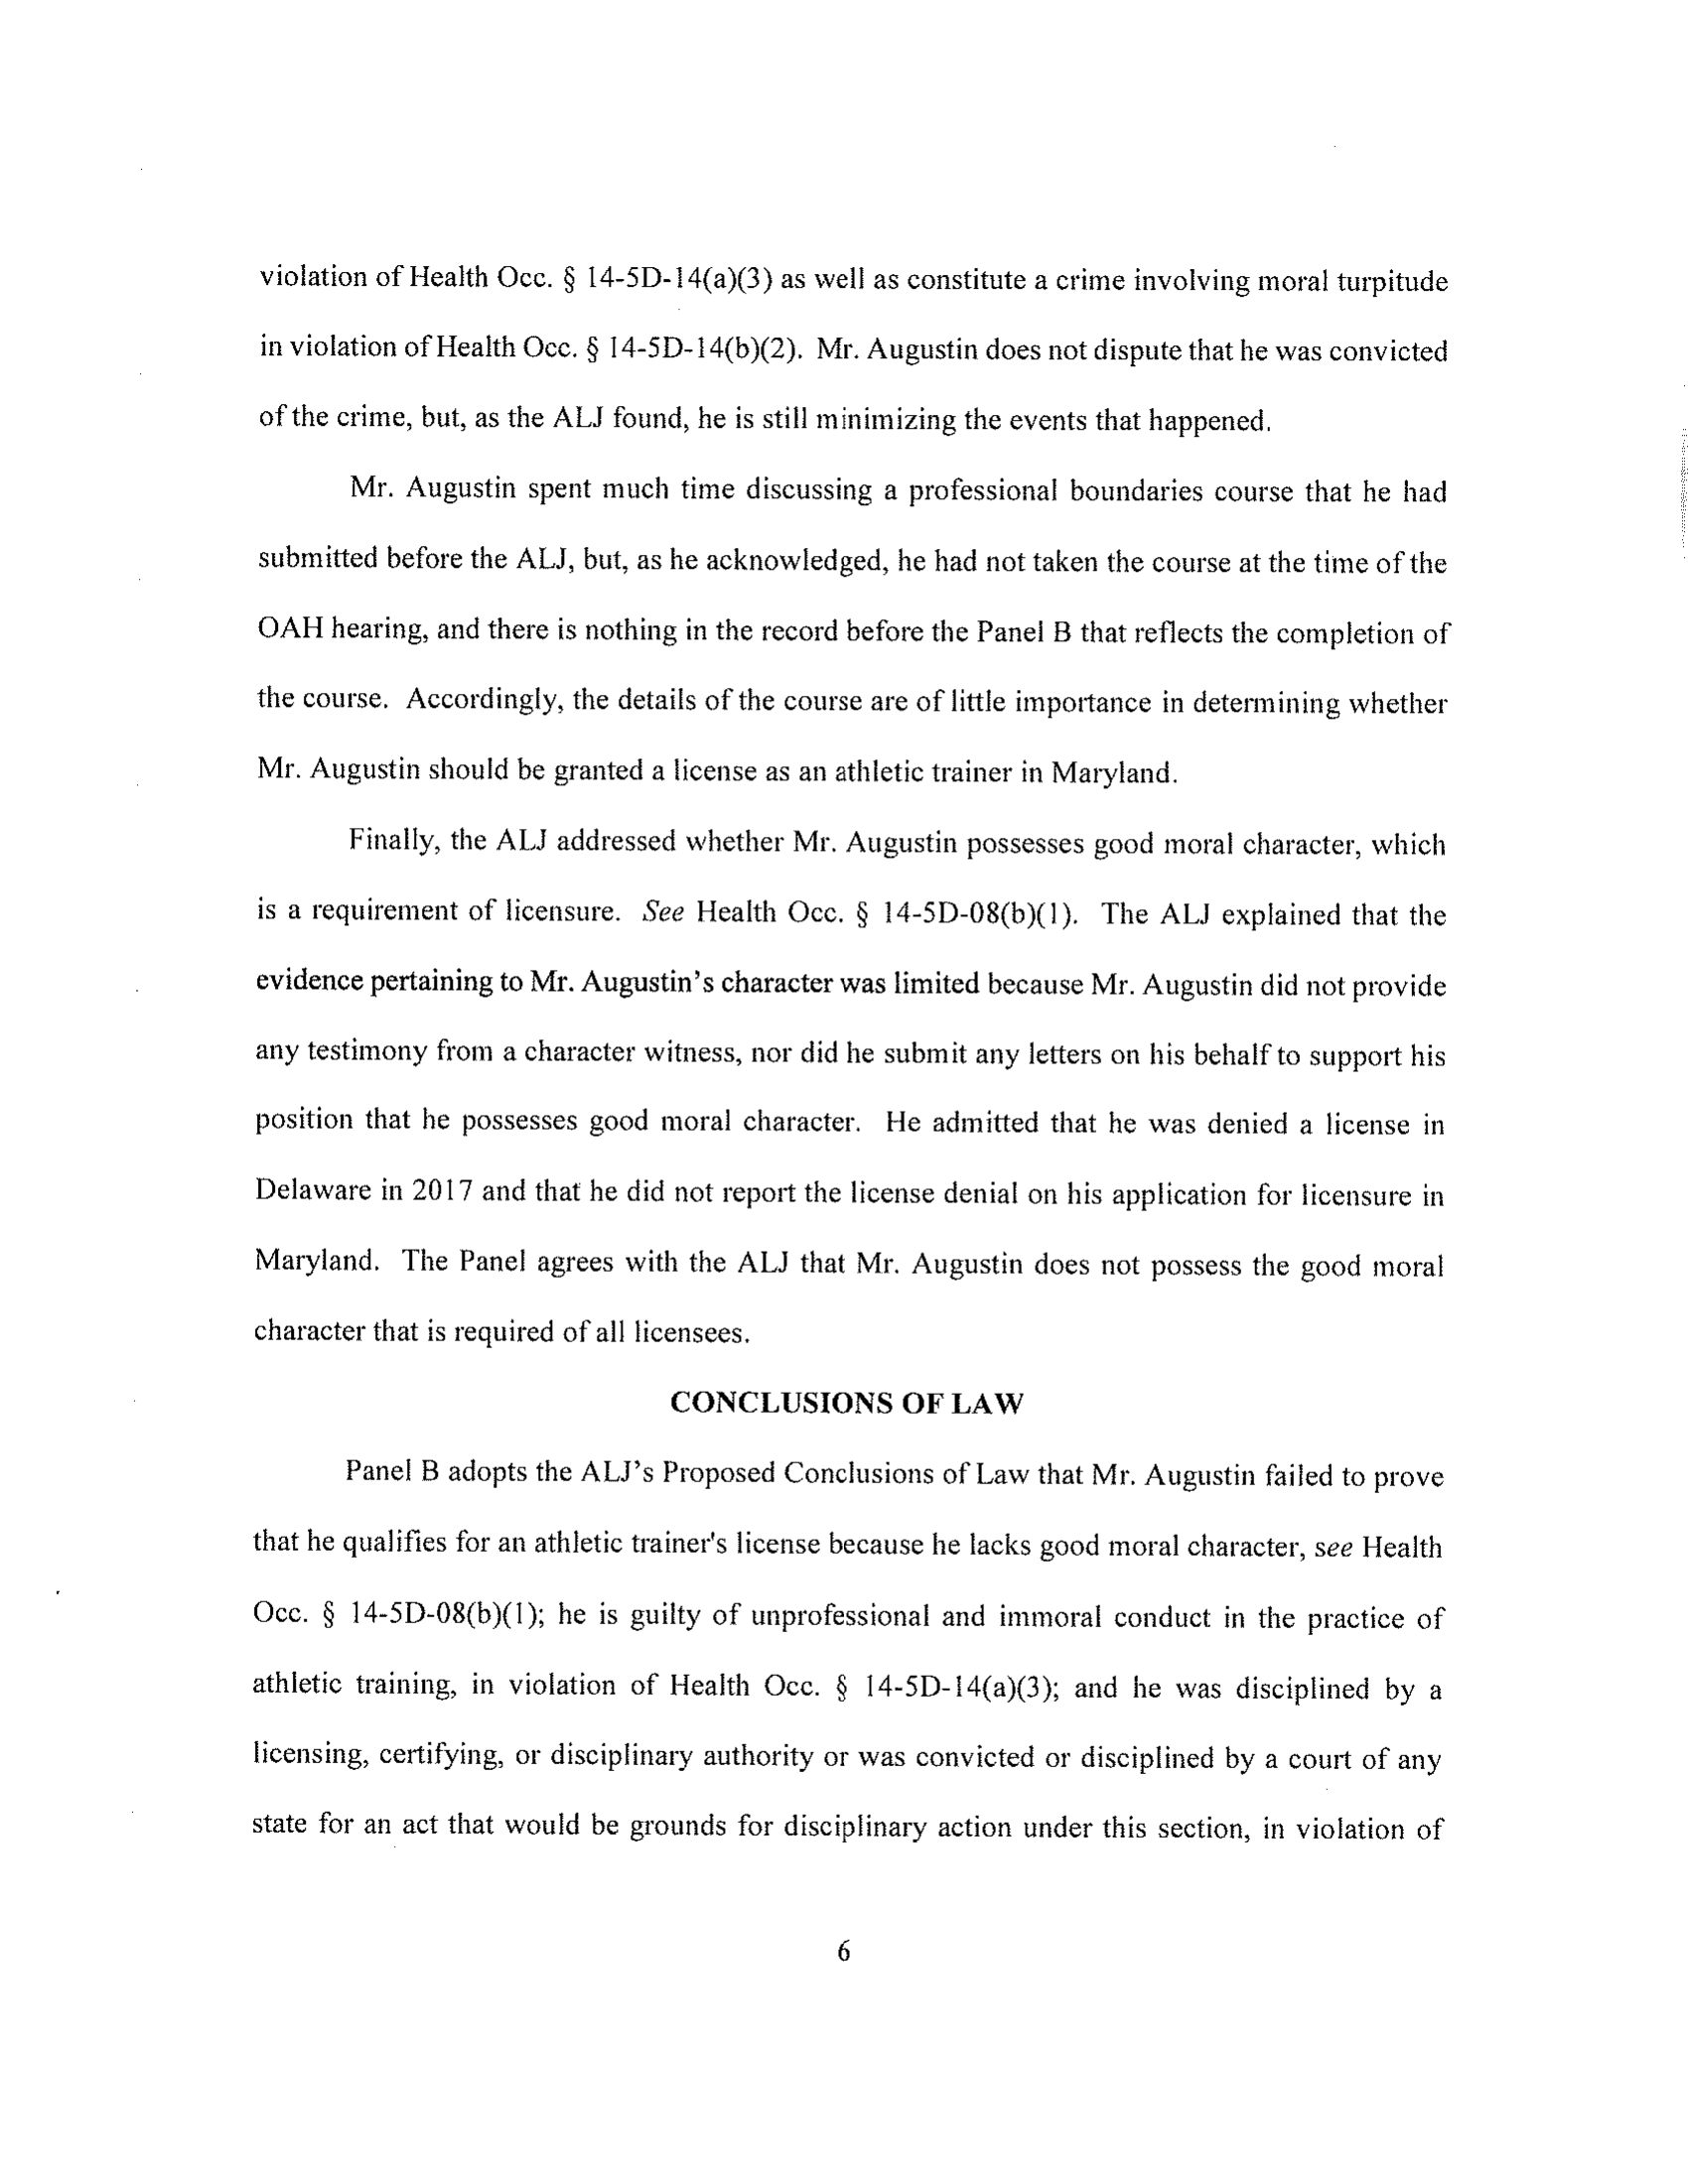 violation of Health Occ. § 14-5D-14(a)(3) as well as constitute a crime involving moral turpitude
in violation of Health Occ. § 14-5D-14(b)(2). Mr. Augustin does not dispute that he was convicted
of the crime, but, as the ALJ found, he is still minimizing the events that happened.
Mr. Augustin spent much time discussing a professional boundaries course that he had
submitted before the ALJ, but, as he acknowledged, he had not taken the course at the time of the
OAH hearing, and there is nothing in the record before the Panel B that reflects the completion of
the course. Accordingly, the details of the course are of little importance in determining whether
Mr. Augustin should be granted a license as an athletic trainer in Maryland.
Finally, the ALJ addressed whether Mr. Augustin possesses good moral character, which
is a requirement of licensure. See Health Occ. § 14-5D-08(b)(1). The ALJ explained that the
evidence pertaining to Mr. Augustin's character was limited because Mr. Augustin did not provide
any testimony from a character witness, nor did he submit any letters on his behalf to support his
position that he possesses good moral character. He admitted that he was denied a license in
Delaware in 2017 and that he did not report the license denial on his application for licensure in
Maryland. The Panel agrees with the ALJ that Mr. Augustin does not possess the good moral
character that is required of all licensees.
CONCLUSIONS OF LAW
Panel B adopts the ALJ's Proposed Conclusions of Law that Mr. Augustin failed to prove
that he qualifies for an athletic trainer's license because he lacks good moral character, see Health
Occ. § 14-5D-08(b)(1); he is guilty of unprofessional and immoral conduct in the practice of
athletic training, in violation of Health Occ. § 14-5D-14(a)(3); and he was disciplined by a
licensing, certifying, or disciplinary authority or was convicted or disciplined by a court of any
state for an act that would be grounds for disciplinary action under this section, in violation of
6